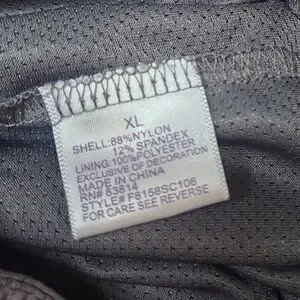 XL
SHELL:88%NYLON
12% SPANDEX
LINING:100%POLYESTER
EXCLUSIVE OF DECORATION
MADE IN CHINA
RN# 83614
STYLE# F8158SC106
FOR CARE SEE REVERSE